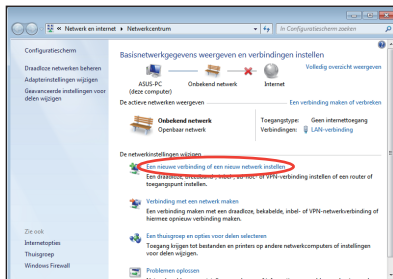 « Netwerk en internet ▸ Netwerkcentrum
In Configuratiescherm zoeken
Configuratiescherm
Draadloze netwerken beheren
Adapterinstellingen wijzigen
Geavanceerde instellingen voor
delen wijzigen
Basisnetwerkgegevens weergeven en verbindingen instellen
Volledig overzicht weergeven
ASUS-PC
(deze computer)
Onbekend netwerk
Internet
De actieve netwerken weergeven
Een verbinding maken of verbreken
Onbekend netwerk
Openbaar netwerk
Toegangstype: Geen internettoegang
Verbindingen: LAN-verbinding
De netwerkinstellingen wijzigen
Een nieuwe verbinding of een nieuw netwerk instellen
Een draadloze, breedband-, inbel-, ad-hoc- of VPN-verbinding instellen of een router of
toegangspunt instellen.
Verbinding met een netwerk maken
Een verbinding maken met een draadloze, bekabelde, inbel- of VPN-netwerkverbinding of
hiermee opnieuw verbinding maken.
Een thuisgroep en opties voor delen selecteren
Toegang krijgen tot bestanden en printers op andere netwerkcomputers of instellingen
voor delen wijzigen.
Problemen oplossen
Zie ook
Internetopties
Thuisgroep
Windows Firewall